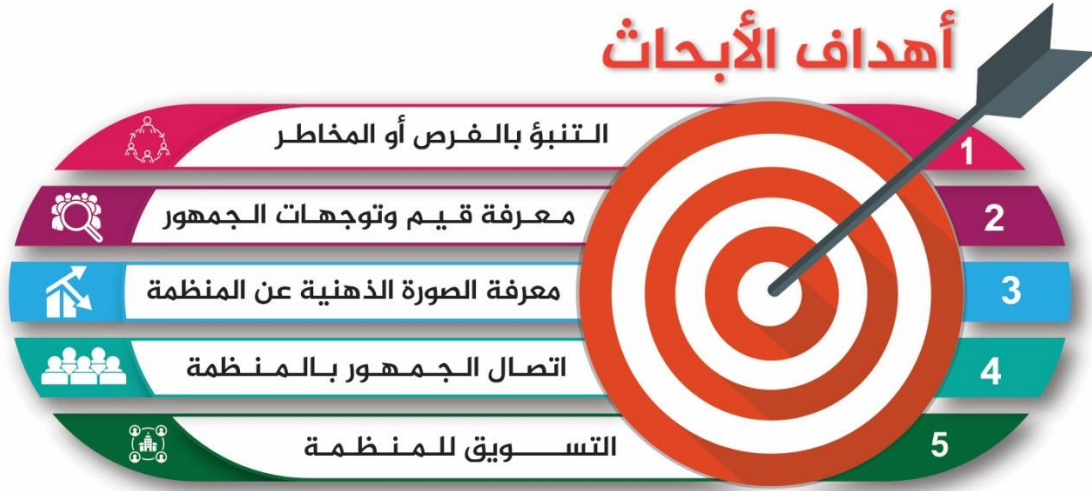 أهداف الأبحاث
1 التنبؤ بالفرص أو المخاطر
2 معرفة قيم وتوجهات الجمهور
3 معرفة الصورة الذهنية عن المنظمة
4 اتصال الجمهور بالمنظمة
5 التسويق للمنظمة